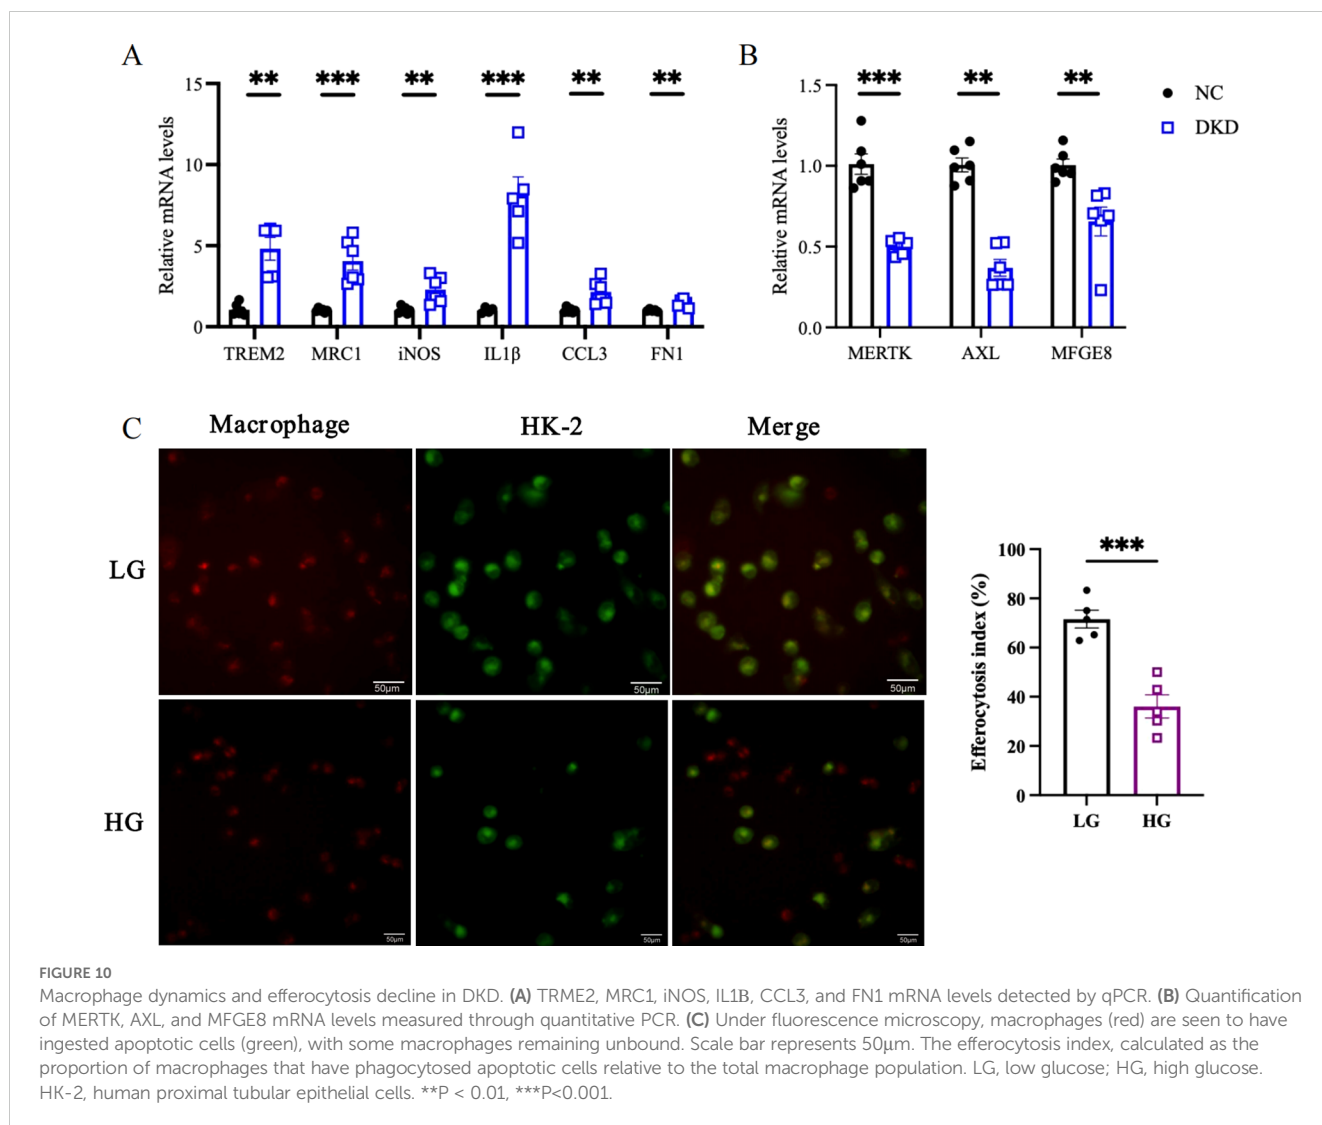 A
15
10
5
0
Relative mRNA levels
** *** ** *** ** **
TREM2 MRC1 iNOS IL1β CCL3 FN1
B
1.5
1.0
0.5
0.0
Relative mRNA levels
*** ** **
MERTK AXL MFGE8
NC
DKD
C
Macrophage HK-2 Merge
LG
50μm 50μm 50μm
HG
50μm 50μm 50μm
100
80
60
40
20
0
Efferocytosis index (%)
***
LG HG
FIGURE 10
Macrophage dynamics and efferocytosis decline in DKD. (A) TRME2, MRC1, iNOS, IL1B, CCL3, and FN1 mRNA levels detected by qPCR. (B) Quantification
of MERTK, AXL, and MFGE8 mRNA levels measured through quantitative PCR. (C) Under fluorescence microscopy, macrophages (red) are seen to have
ingested apoptotic cells (green), with some macrophages remaining unbound. Scale bar represents 50μm. The efferocytosis index, calculated as the
proportion of macrophages that have phagocytosed apoptotic cells relative to the total macrophage population. LG, low glucose; HG, high glucose.
HK-2, human proximal tubular epithelial cells. **P < 0.01, ***P<0.001.